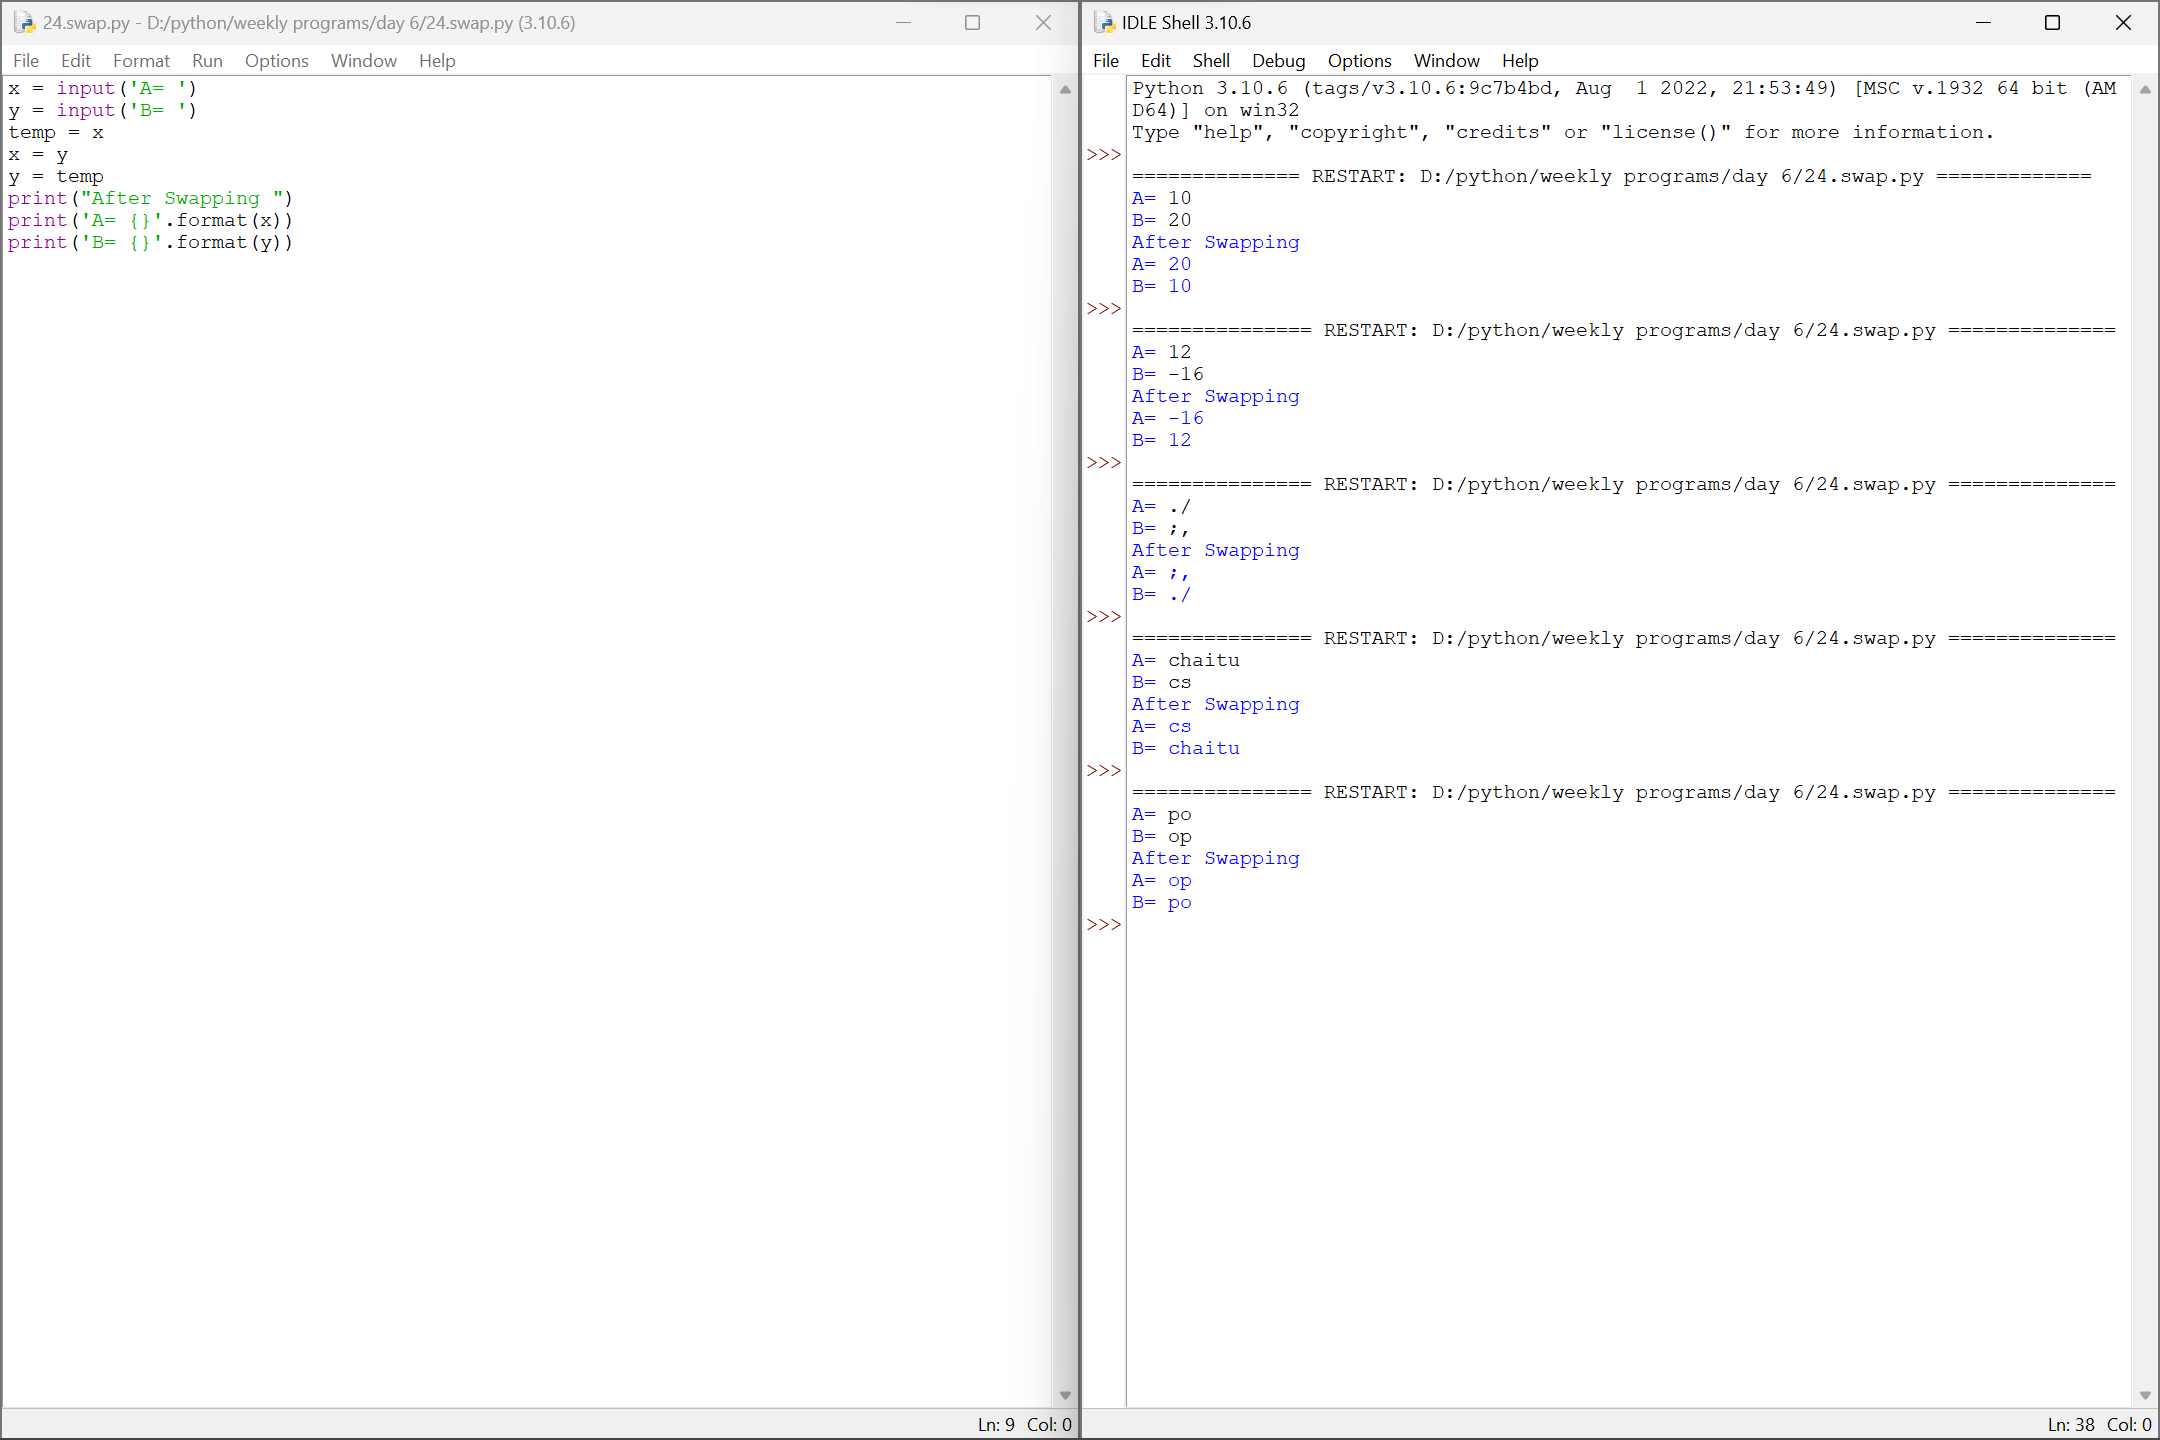 24.swap.py - D:/python/weekly programs/day 6/24.swap.py (3.10.6)
File Edit Format Run Options Window Help
x = input('A= ')
y = input('B= ')
temp = x
x = y
y = temp
print("After Swapping ")
print('A= {}'.format(x))
print('B= {}'.format(y))
Ln: 9 Col: 0
IDLE Shell 3.10.6
File Edit Shell Debug Options Window Help
Python 3.10.6 (tags/v3.10.6:9c7b4bd, Aug  1 2022, 21:53:49) [MSC v.1932 64 bit (AM
D64)] on win32
Type "help", "copyright", "credits" or "license()" for more information.
>>>
============== RESTART: D:/python/weekly programs/day 6/24.swap.py =============
A= 10
B= 20
After Swapping
A= 20
B= 10
>>>
=============== RESTART: D:/python/weekly programs/day 6/24.swap.py ==============
A= 12
B= -16
After Swapping
A= -16
B= 12
>>>
=============== RESTART: D:/python/weekly programs/day 6/24.swap.py ==============
A= ./
B= ;,
After Swapping
A= ;,
B= ./
>>>
=============== RESTART: D:/python/weekly programs/day 6/24.swap.py ==============
A= chaitu
B= cs
After Swapping
A= cs
B= chaitu
>>>
=============== RESTART: D:/python/weekly programs/day 6/24.swap.py ==============
A= po
B= op
After Swapping
A= op
B= po
>>>
Ln: 38 Col: 0